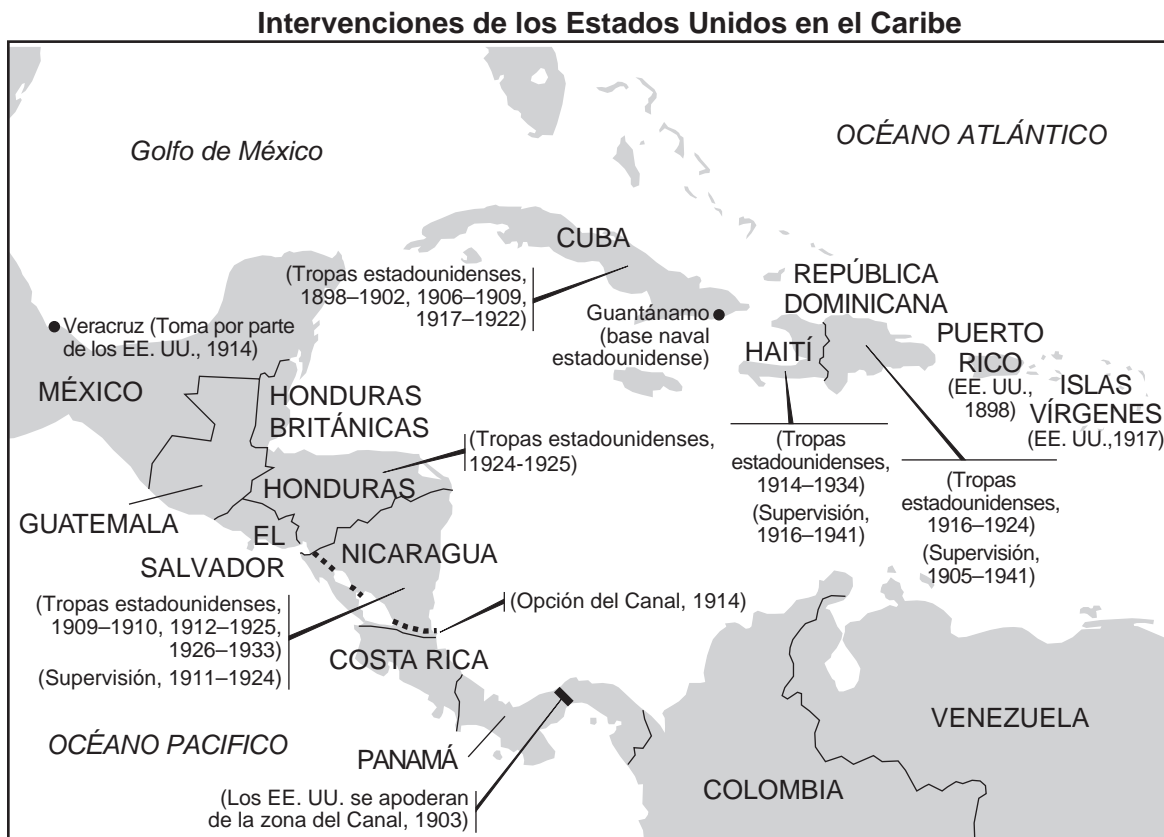 Intervenciones de los Estados Unidos en el Caribe
Golfo de México
OCÉANO ATLÁNTICO
CUBA
(Tropas estadounidenses,
1898–1902, 1906–1909,
1917–1922)
REPÚBLICA
DOMINICANA
Veracruz (Toma por parte
de los EE. UU., 1914)
Guantánamo
(base naval
estadounidense)
HAITÍ
PUERTO
RICO
(EE. UU.,
1898)
ISLAS
VÍRGENES
(EE. UU.,1917)
MÉXICO
HONDURAS
BRITÁNICAS
(Tropas estadounidenses,
1924-1925)
(Tropas
estadounidenses,
1914–1934)
(Supervisión,
1916–1941)
(Tropas
estadounidenses,
1916–1924)
(Supervisión,
1905–1941)
HONDURAS
GUATEMALA
EL
SALVADOR
NICARAGUA
(Tropas estadounidenses,
1909–1910, 1912–1925,
1926–1933)
(Supervisión, 1911–1924)
(Opción del Canal, 1914)
COSTA RICA
VENEZUELA
OCÉANO PACIFICO
PANAMÁ
COLOMBIA
(Los EE. UU. se apoderan
de la zona del Canal, 1903)